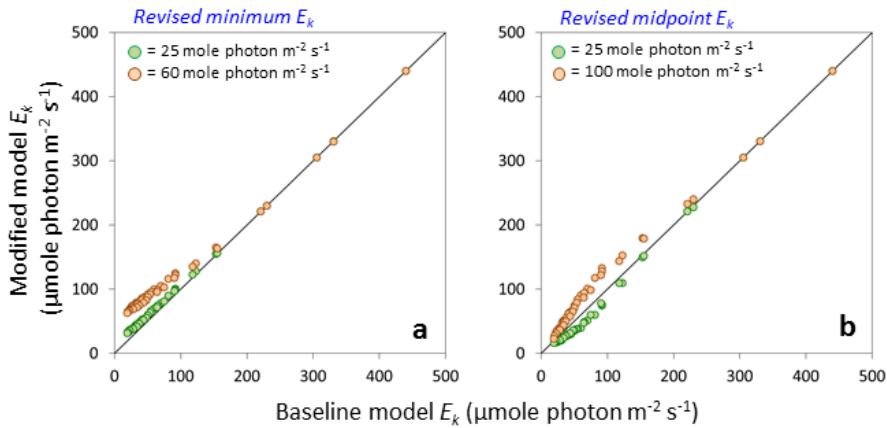 Revised minimum Ek
Revised midpoint Ek
500
400
300
200
100
0
= 25 mole photon m-2 s-1
= 60 mole photon m-2 s-1
a
0 100 200 300 400 500
500
400
300
200
100
0
= 25 mole photon m-2 s-1
= 100 mole photon m-2 s-1
b
0 100 200 300 400 500
Modified model Ek
(µmole photon m-2 s-1)
Baseline model Ek (µmole photon m-2 s-1)